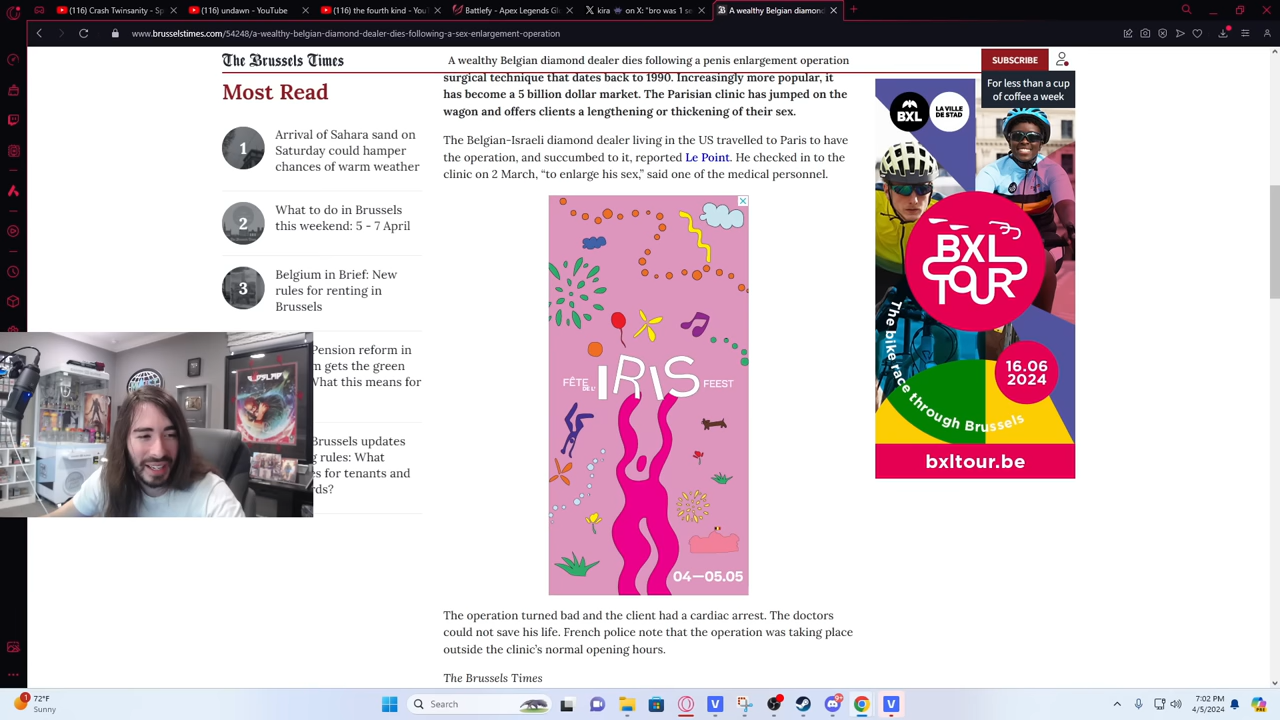 (116) Crash Twinsanity - Sp
(116) undawn - YouTube
(116) the fourth kind - You
Battlefy - Apex Legends Gl
kira on X: "bro was 1 se
A wealthy Belgian diamon
www.brusselstimes.com/54248/a-wealthy-belgian-diamond-dealer-dies-following-a-sex-enlargement-operation
The Brussels Times
A wealthy Belgian diamond dealer dies following a penis enlargement operation
SUBSCRIBE
For less than a cup
of coffee a week
Most Read
1
Arrival of Sahara sand on
Saturday could hamper
chances of warm weather
2
What to do in Brussels
this weekend: 5 - 7 April
3
Belgium in Brief: New
rules for renting in
Brussels
Pension reform in
m gets the green
What this means for
Brussels updates
g rules: What
es for tenants and
rds?
surgical technique that dates back to 1990. Increasingly more popular, it
has become a 5 billion dollar market. The Parisian clinic has jumped on the
wagon and offers clients a lengthening or thickening of their sex.
The Belgian-Israeli diamond dealer living in the US travelled to Paris to have
the operation, and succumbed to it, reported Le Point. He checked in to the
clinic on 2 March, “to enlarge his sex,” said one of the medical personnel.
FÊTE
DE L'
IRIS
FEEST
04—05.05
The operation turned bad and the client had a cardiac arrest. The doctors
could not save his life. French police note that the operation was taking place
outside the clinic’s normal opening hours.
The Brussels Times
BXL
LA VILLE
DE STAD
BXL
TOUR
The bike race through Brussels
16.06
2024
bxltour.be
1
72°F
Sunny
Search
7:02 PM
4/5/2024